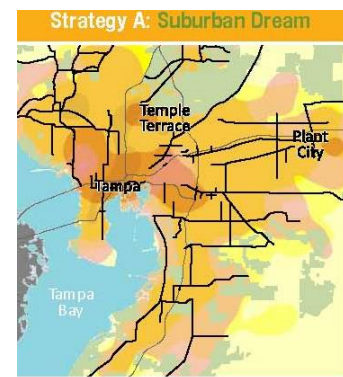 Strategy A: Suburban Dream
Temple
Terrace
Plant
City
Tampa
Tampa
Bay